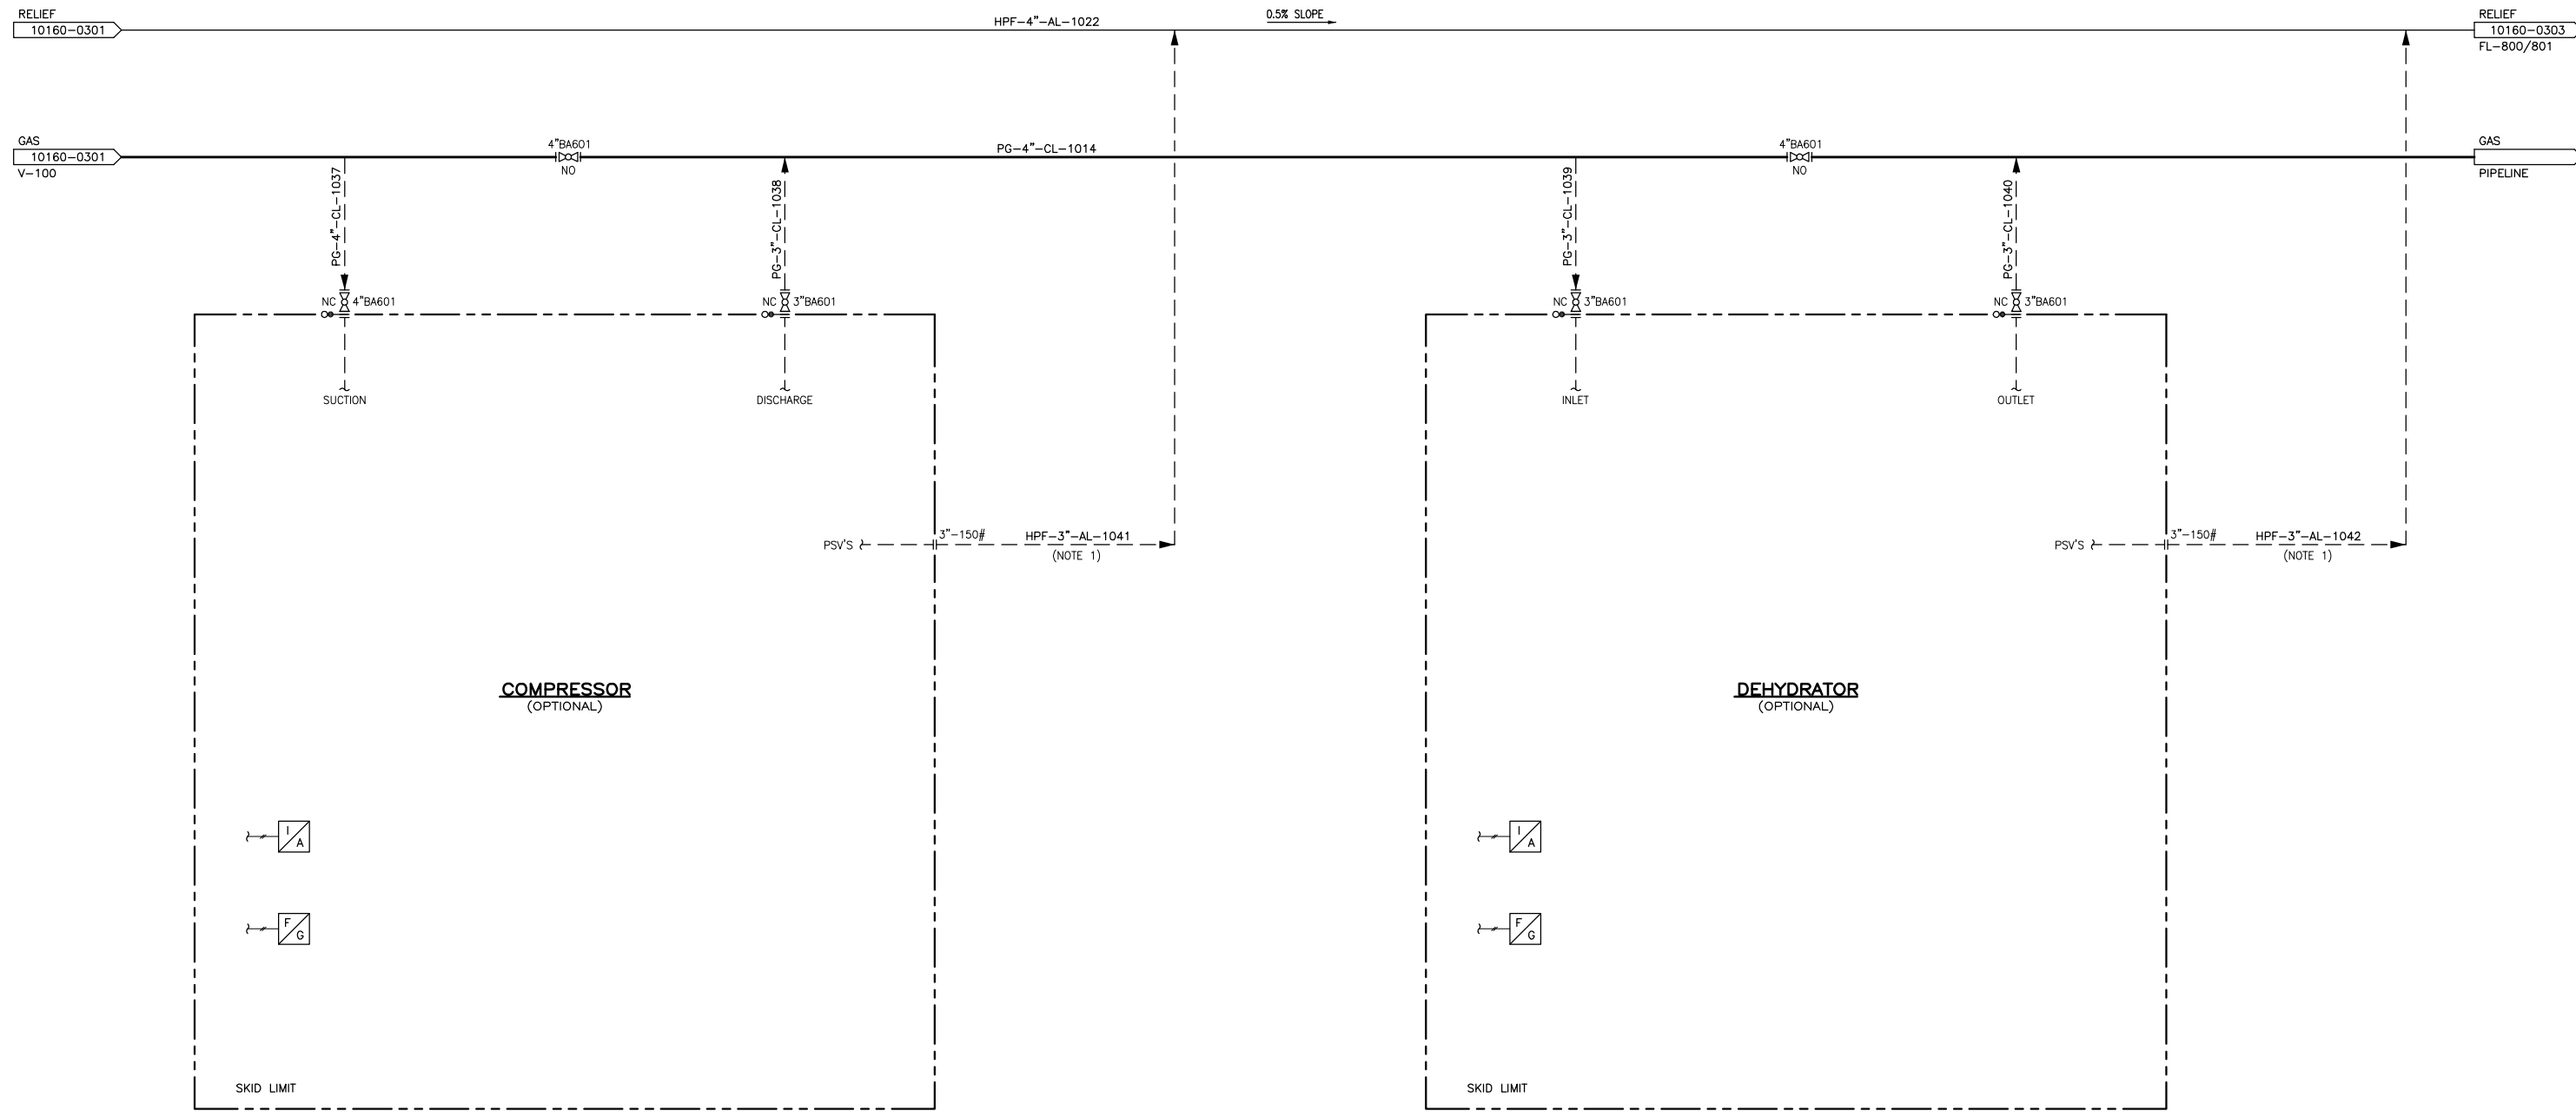 RELIEF
10160-0301
HPF-4"-AL-1022
0.5% SLOPE
RELIEF
10160-0303
FL-800/801
GAS
10160-0301
V-100
4"BA601
NO
PG-4"-CL-1014
4"BA601
NO
GAS
PIPELINE
PG-4"-CL-1037
PG-3"-CL-1038
PG-3"-CL-1039
PG-3"-CL-1040
NC 4"BA601
NC 3"BA601
NC 3"BA601
NC 3"BA601
SUCTION
DISCHARGE
INLET
OUTLET
PSV'S
3"-150#
HPF-3"-AL-1041
(NOTE 1)
PSV'S
3"-150#
HPF-3"-AL-1042
(NOTE 1)
COMPRESSOR
(OPTIONAL)
DEHYDRATOR
(OPTIONAL)
I
A
I
A
F
G
F
G
SKID LIMIT
SKID LIMIT